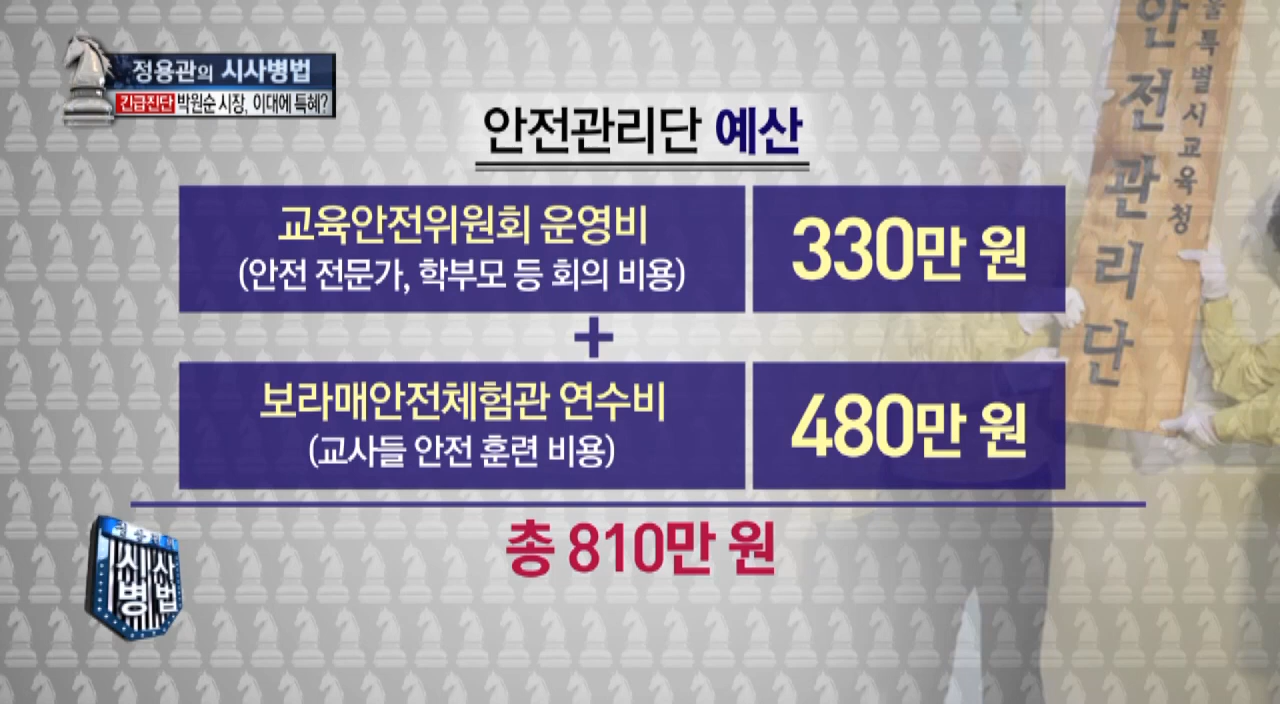 정용관의 시사병법
긴급진단 박원순 시장, 이대에 특혜?
안전관리단 예산
교육안전위원회 운영비
(안전 전문가, 학부모 등 회의 비용)
330만 원
+
보라매안전체험관 연수비
(교사들 안전 훈련 비용)
480만 원
총 810만 원
울특별시교육청
안전관리단
시사
병법